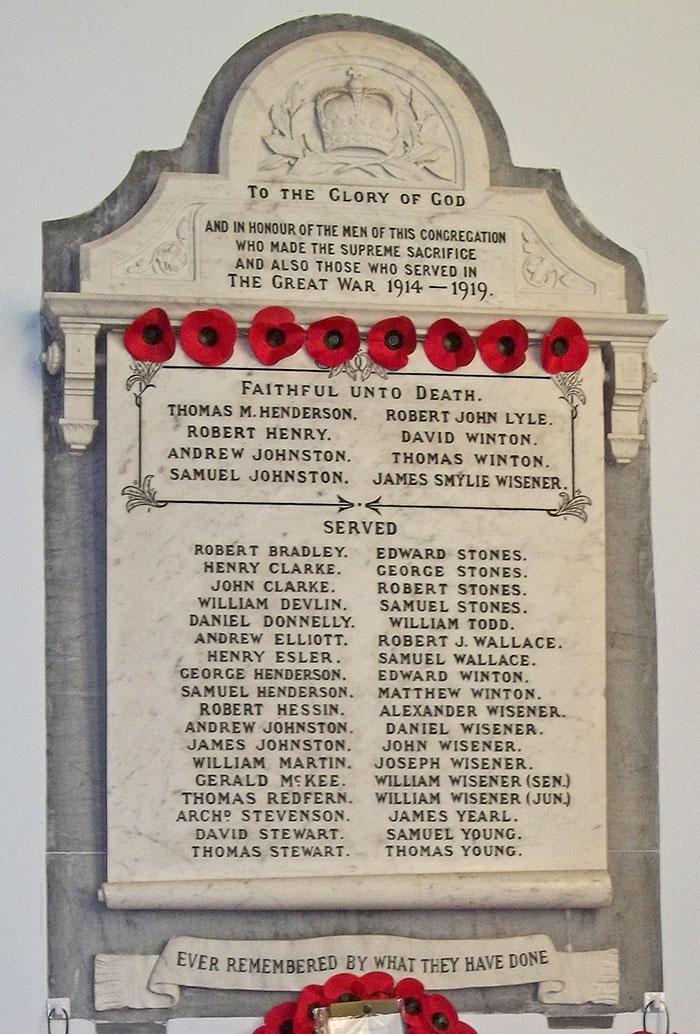 TO THE GLORY OF GOD
AND IN HONOUR OF THE MEN OF THIS CONGREGATION
WHO MADE THE SUPREME SACRIFICE
AND ALSO THOSE WHO SERVED IN
THE GREAT WAR 1914 — 1919.
FAITHFUL UNTO DEATH.
THOMAS M. HENDERSON. ROBERT JOHN LYLE.
ROBERT HENRY. DAVID WINTON.
ANDREW JOHNSTON. THOMAS WINTON.
SAMUEL JOHNSTON. JAMES SMYLIE WISENER.
SERVED
ROBERT BRADLEY. EDWARD STONES.
HENRY CLARKE. GEORGE STONES.
JOHN CLARKE. ROBERT STONES.
WILLIAM DEVLIN. SAMUEL STONES.
DANIEL DONNELLY. WILLIAM TODD.
ANDREW ELLIOTT. ROBERT J. WALLACE.
HENRY ESLER. SAMUEL WALLACE.
GEORGE HENDERSON. EDWARD WINTON.
SAMUEL HENDERSON. MATTHEW WINTON.
ROBERT HESSIN. ALEXANDER WISENER.
ANDREW JOHNSTON. DANIEL WISENER.
JAMES JOHNSTON. JOHN WISENER.
WILLIAM MARTIN. JOSEPH WISENER.
GERALD McKEE. WILLIAM WISENER (SEN.)
THOMAS REDFERN. WILLIAM WISENER (JUN.)
ARCHD. STEVENSON. JAMES YEARL.
DAVID STEWART. SAMUEL YOUNG.
THOMAS STEWART. THOMAS YOUNG.
EVER REMEMBERED BY WHAT THEY HAVE DONE